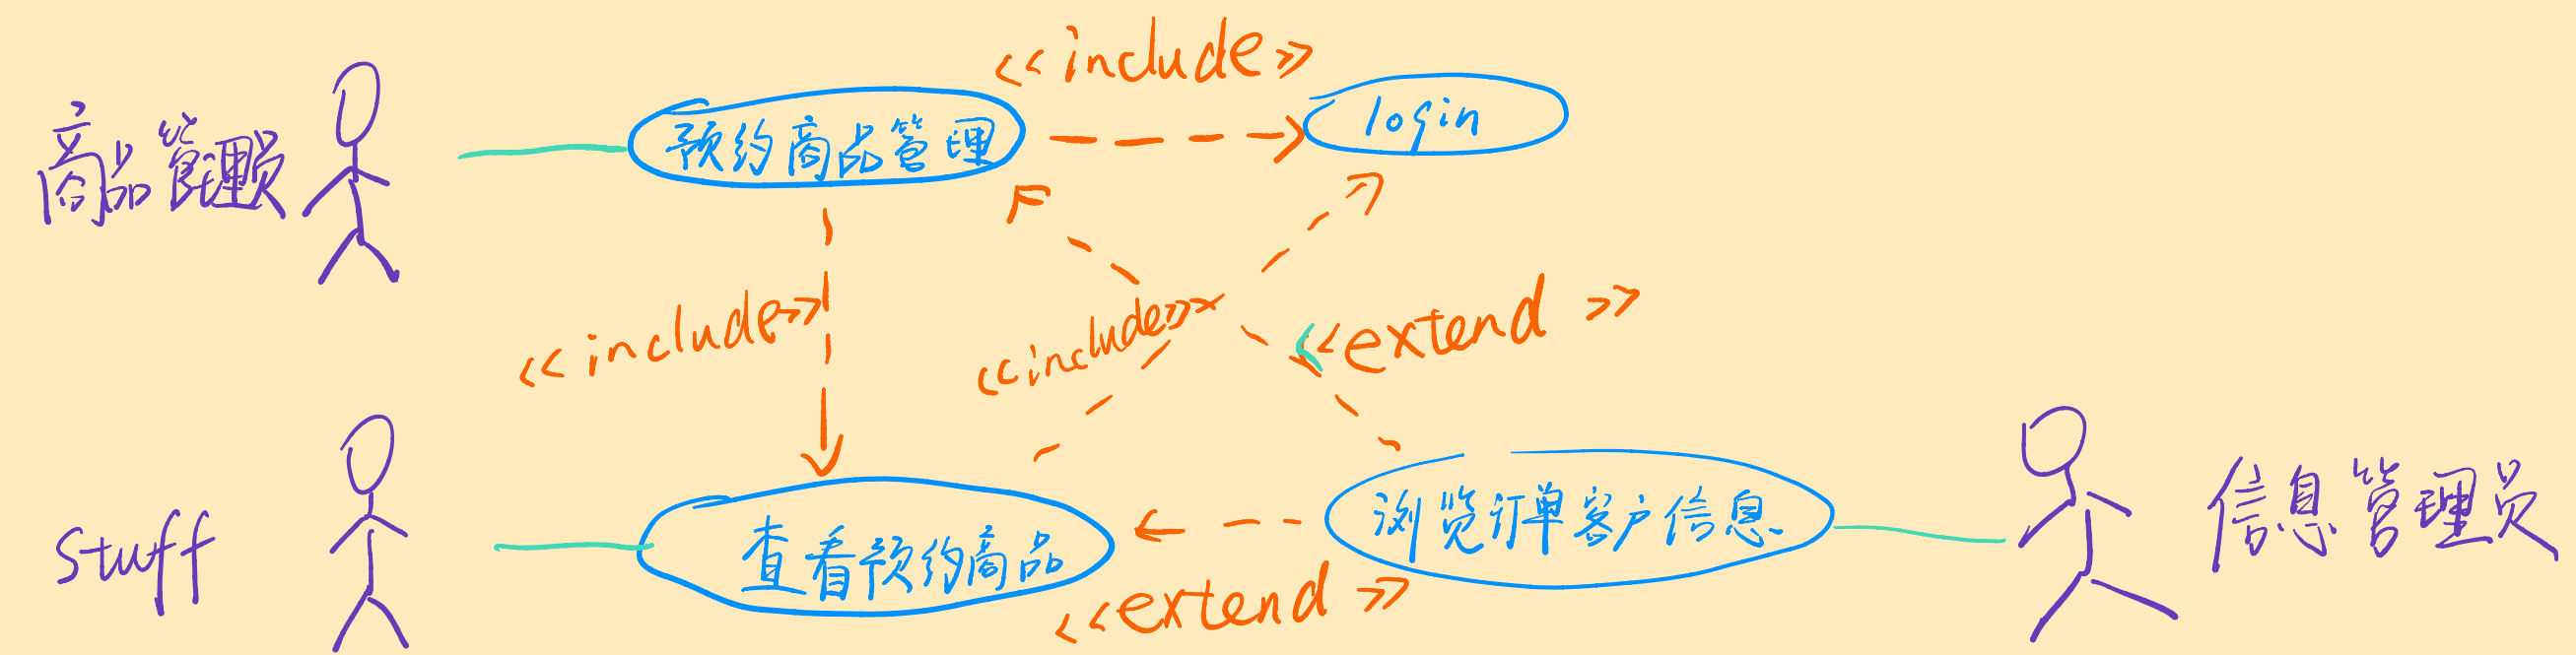 <<include>>
商品管理员
预约商品管理
login
<<include>>
<<include>>
<<extend>>
stuff
查看预约商品
浏览订单客户信息
信息管理员
<<extend>>